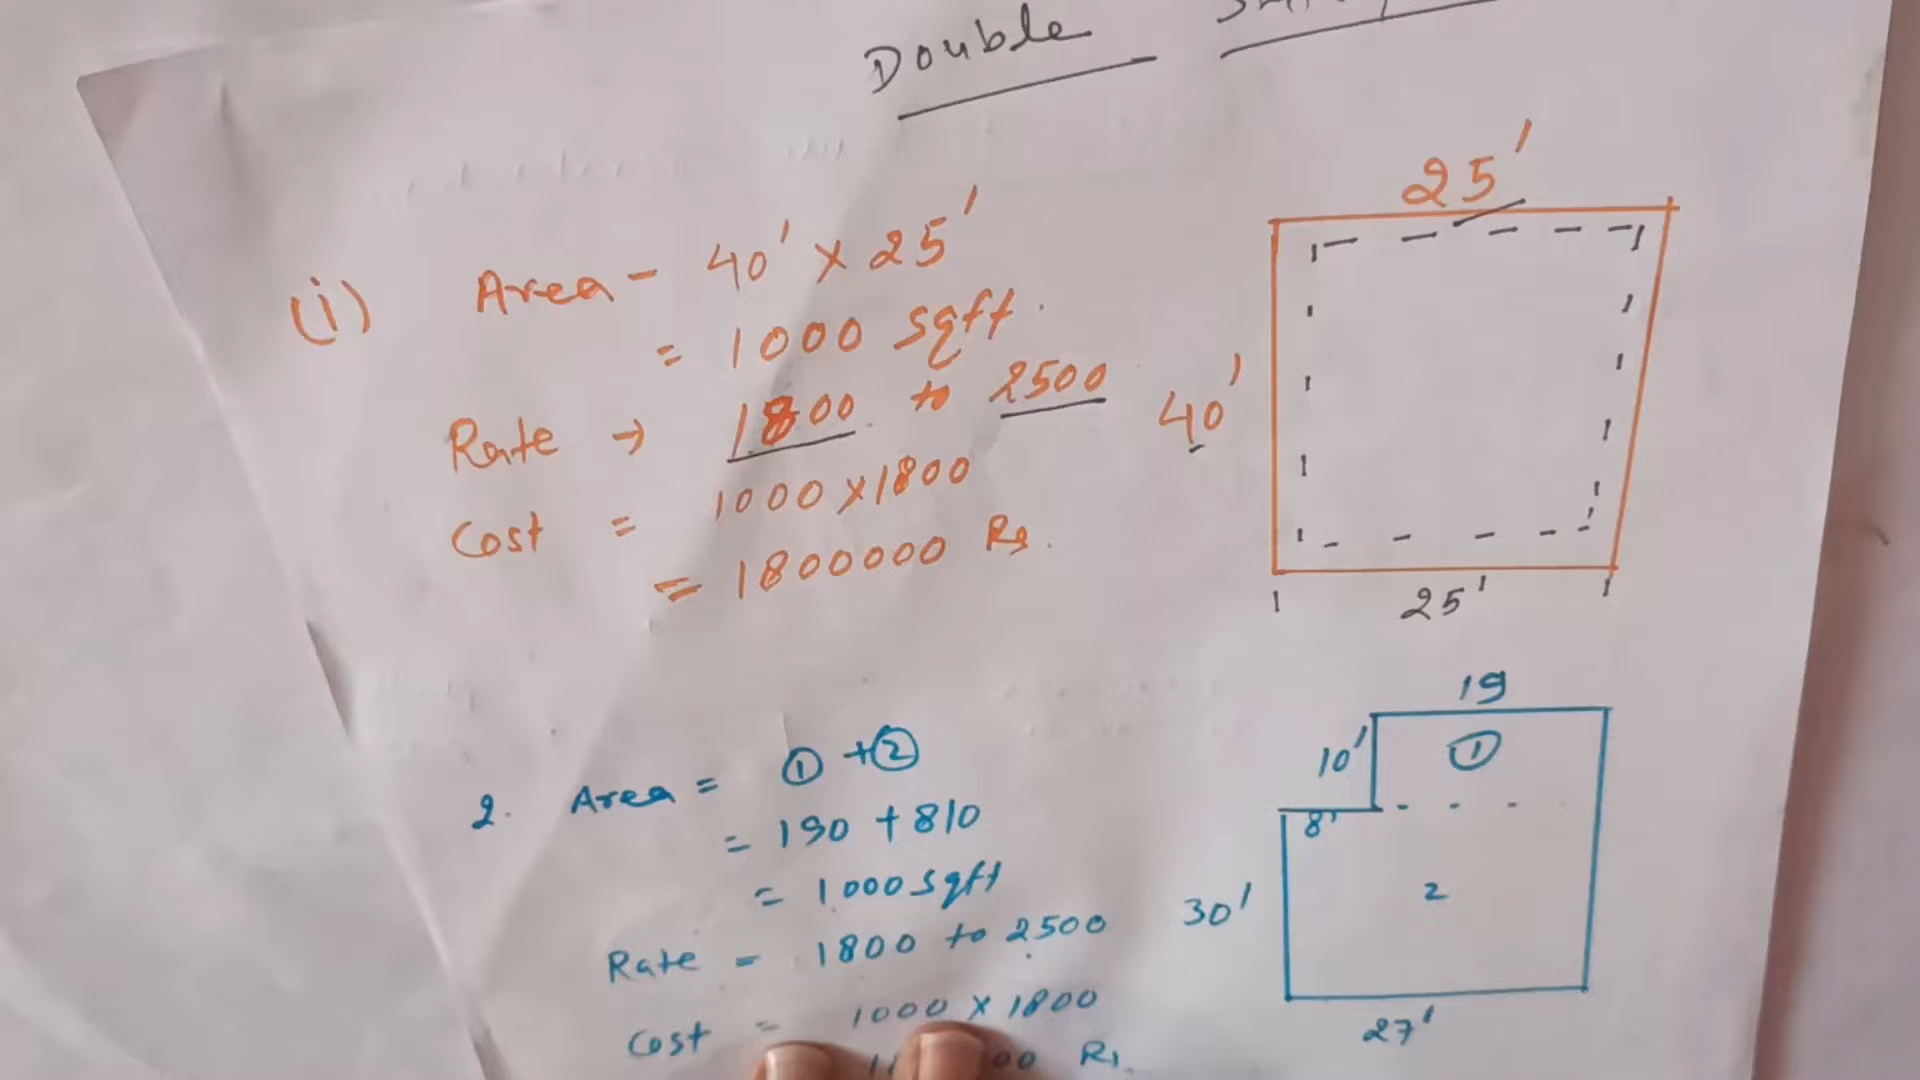 Double
(i) Area - 40' × 25'
= 1000 sqft.
Rate → 1800 to 2500
Cost = 1000 × 1800
= 1800000 Rs.
25'
40'
25'
2. Area = ① + ②
= 190 + 810
= 1000 sqft
Rate - 1800 to 2500
Cost = 1000 × 1800
Rs.
19
10'
①
8'
30'
2
27'